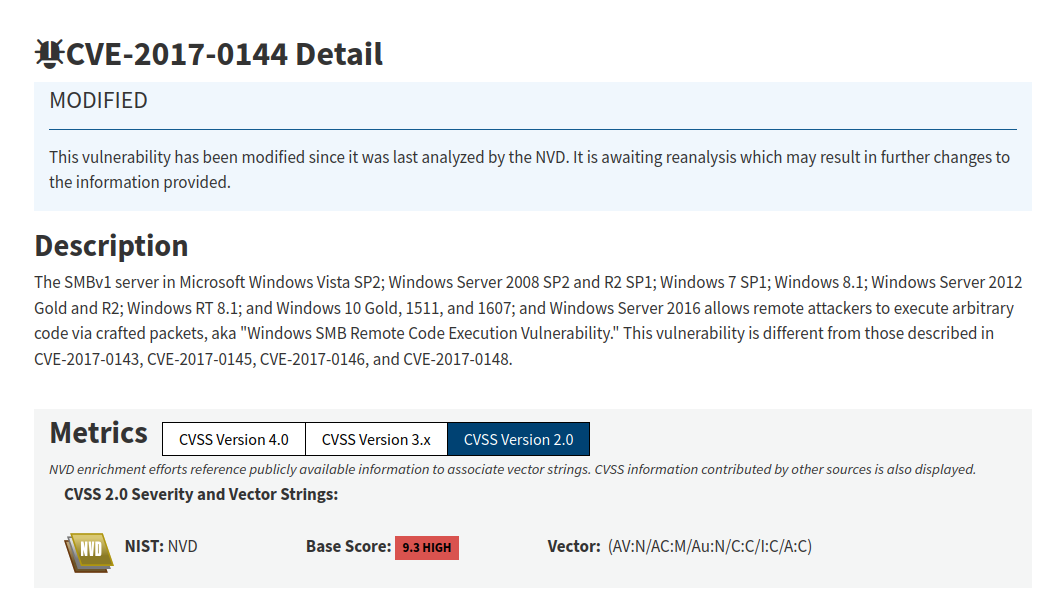 CVE-2017-0144 Detail
MODIFIED
This vulnerability has been modified since it was last analyzed by the NVD. It is awaiting reanalysis which may result in further changes to
the information provided.
Description
The SMBv1 server in Microsoft Windows Vista SP2; Windows Server 2008 SP2 and R2 SP1; Windows 7 SP1; Windows 8.1; Windows Server 2012
Gold and R2; Windows RT 8.1; and Windows 10 Gold, 1511, and 1607; and Windows Server 2016 allows remote attackers to execute arbitrary
code via crafted packets, aka "Windows SMB Remote Code Execution Vulnerability." This vulnerability is different from those described in
CVE-2017-0143, CVE-2017-0145, CVE-2017-0146, and CVE-2017-0148.
Metrics CVSS Version 4.0 CVSS Version 3.x CVSS Version 2.0
NVD enrichment efforts reference publicly available information to associate vector strings. CVSS information contributed by other sources is also displayed.
CVSS 2.0 Severity and Vector Strings:
NVD NIST: NVD Base Score: 9.3 HIGH Vector: (AV:N/AC:M/Au:N/C:C/I:C/A:C)